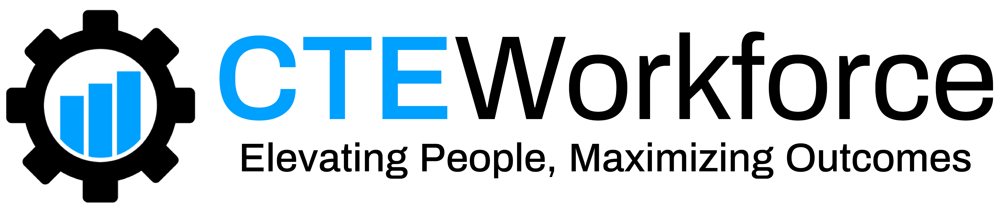 CTEWorkforce
Elevating People, Maximizing Outcomes